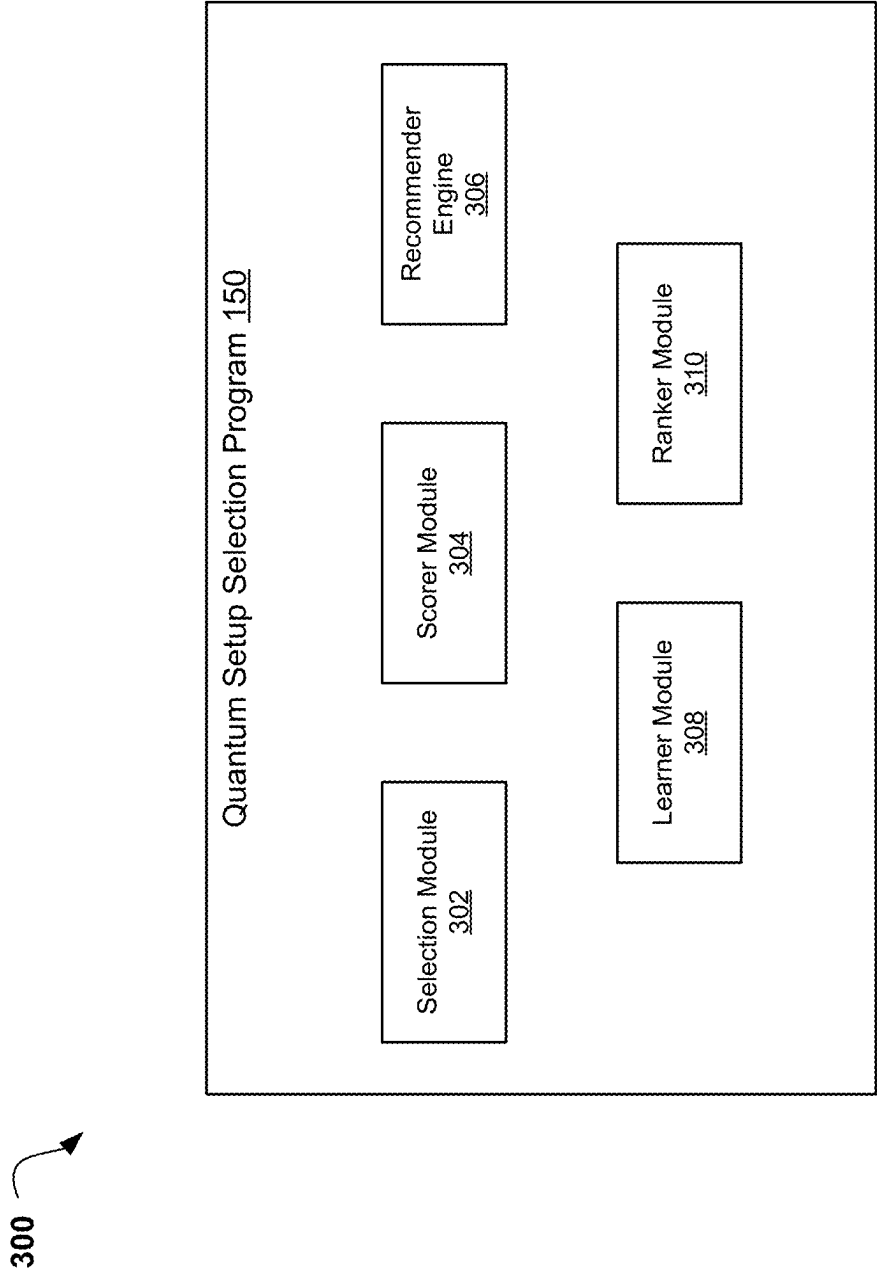 300
Quantum Setup Selection Program 150
Selection Module
302
Scorer Module
304
Recommender
Engine
306
Learner Module
308
Ranker Module
310